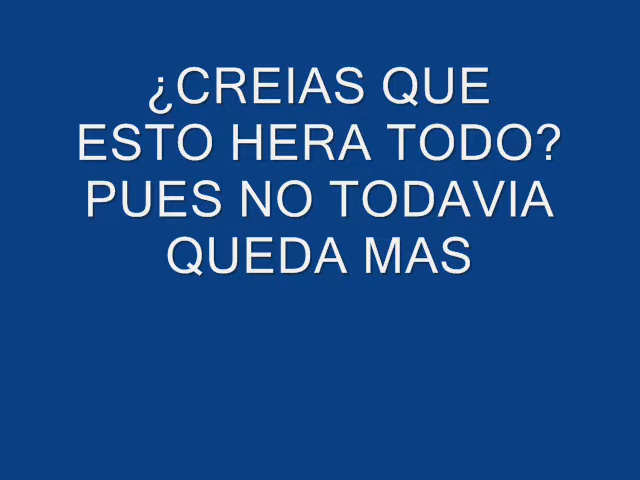 ¿CREIAS QUE
ESTO HERA TODO?
PUES NO TODAVIA
QUEDA MAS